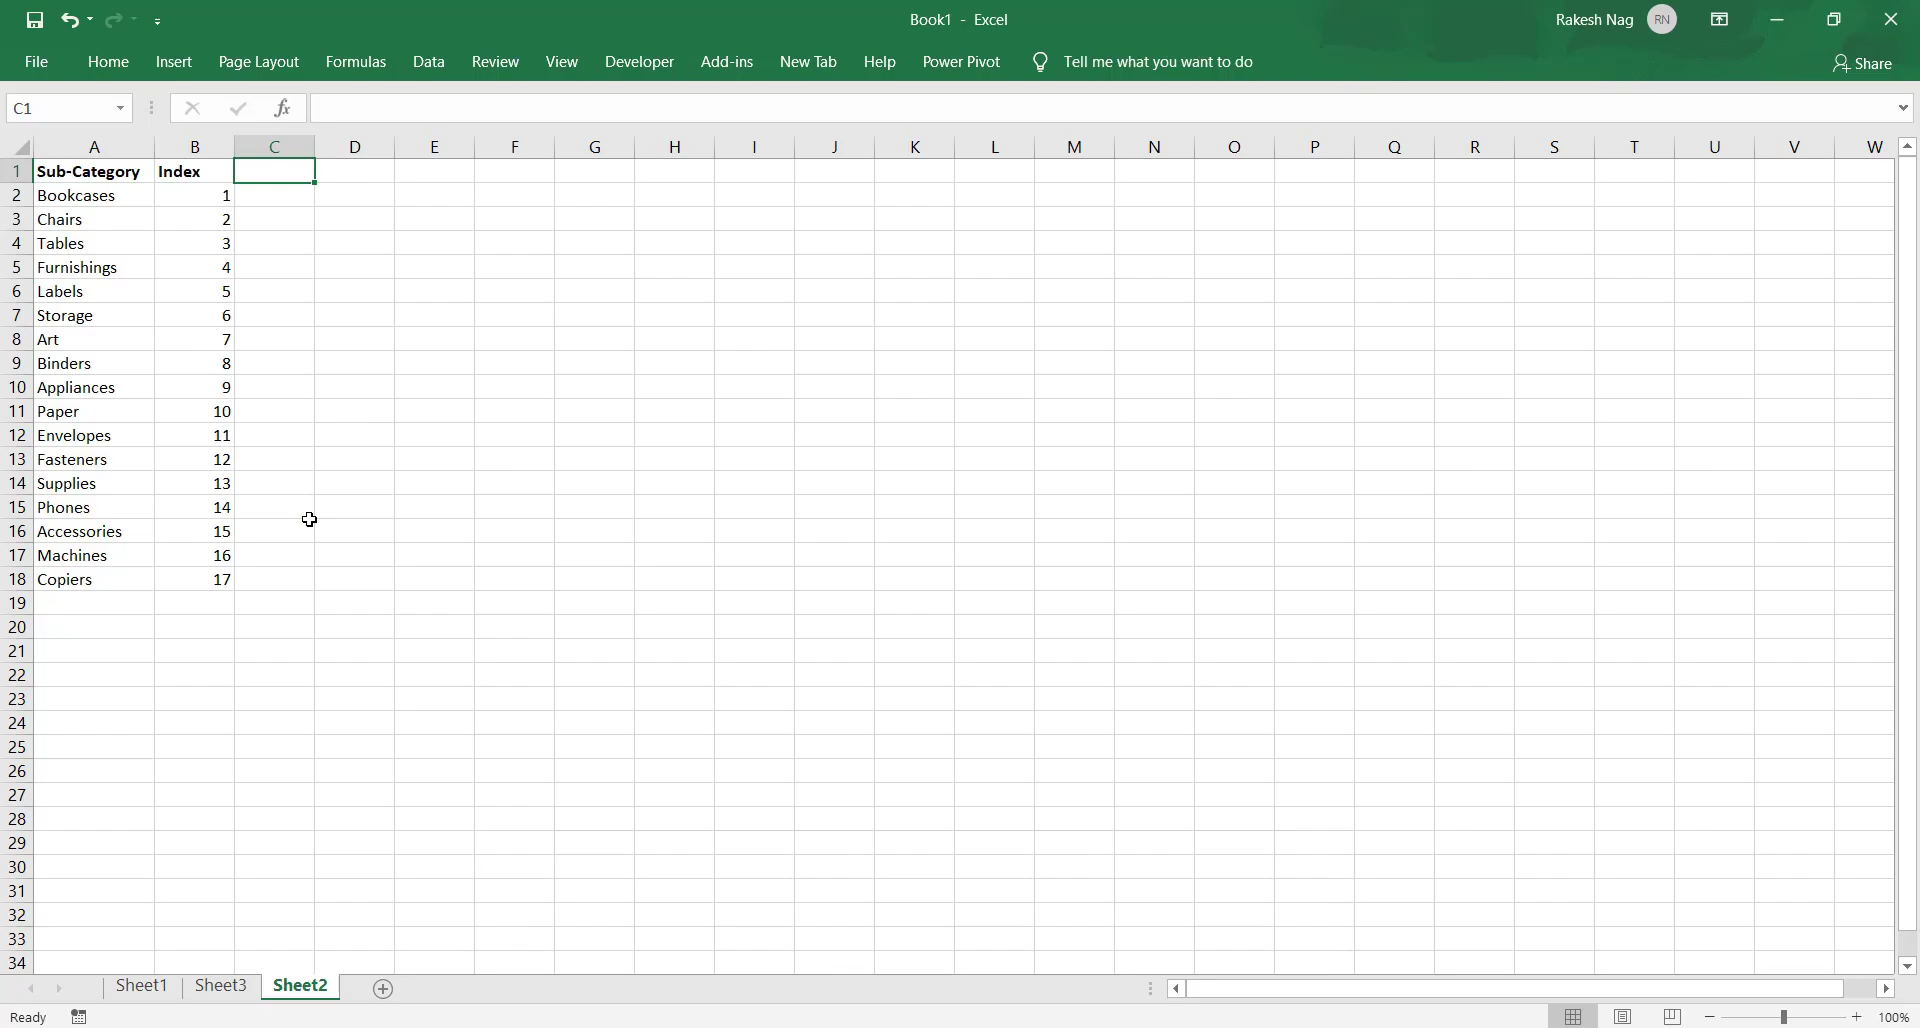 Book1 - Excel
Rakesh Nag RN
File Home Insert Page Layout Formulas Data Review View Developer Add-ins New Tab Help Power Pivot Tell me what you want to do Share
C1 fx
A B C D E F G H I J K L M N O P Q R S T U V W
1 Sub-Category Index
2 Bookcases 1
3 Chairs 2
4 Tables 3
5 Furnishings 4
6 Labels 5
7 Storage 6
8 Art 7
9 Binders 8
10 Appliances 9
11 Paper 10
12 Envelopes 11
13 Fasteners 12
14 Supplies 13
15 Phones 14
16 Accessories 15
17 Machines 16
18 Copiers 17
19
20
21
22
23
24
25
26
27
28
29
30
31
32
33
34
Sheet1 Sheet3 Sheet2
Ready 100%